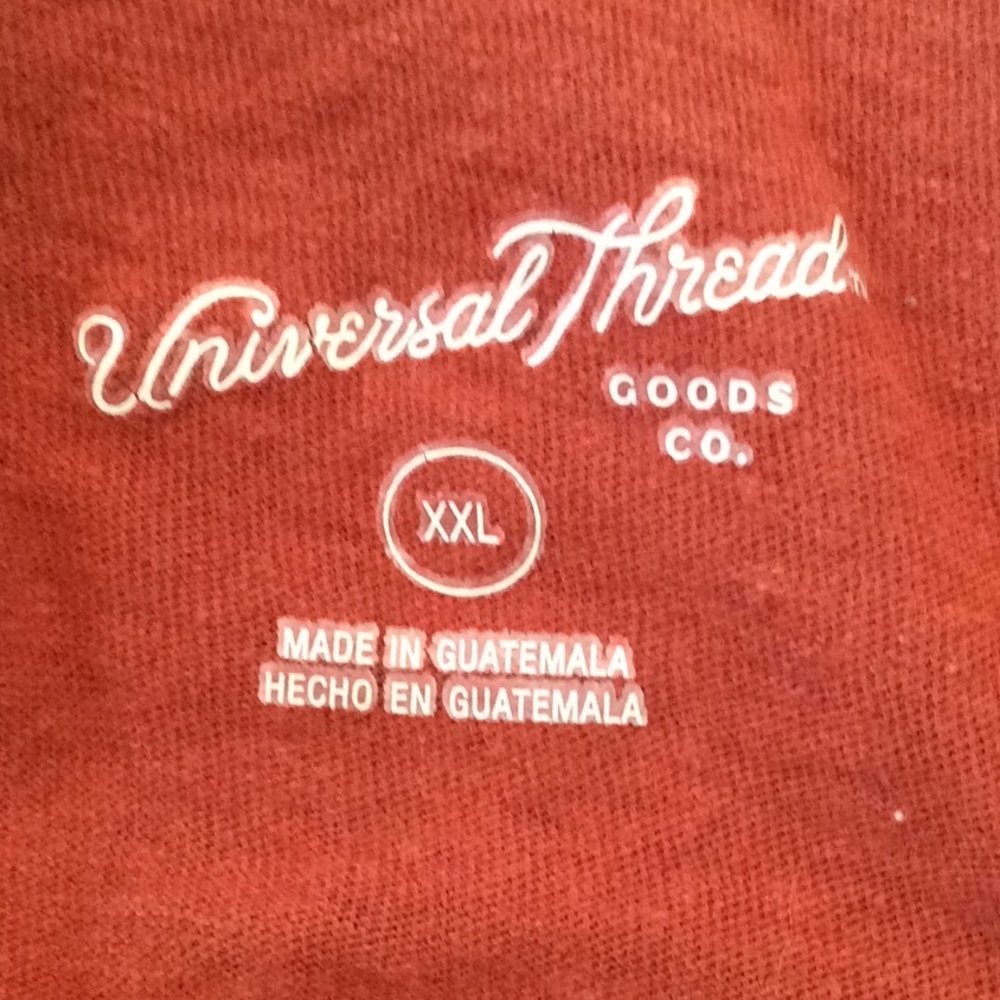 Universal Thread
GOODS
CO.
XXL
MADE IN GUATEMALA
HECHO EN GUATEMALA